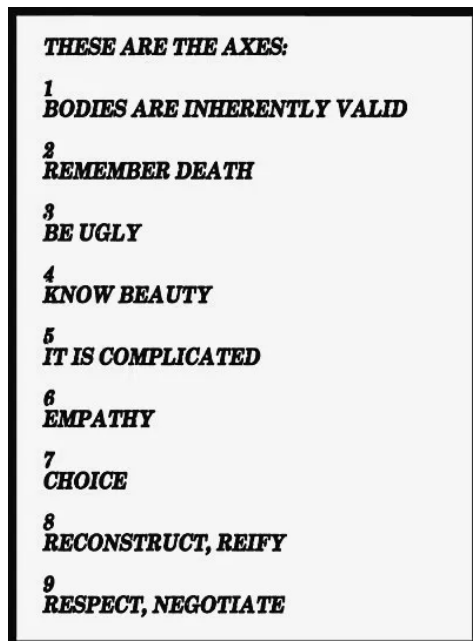 THESE ARE THE AXES:
1
BODIES ARE INHERENTLY VALID
2
REMEMBER DEATH
3
BE UGLY
4
KNOW BEAUTY
5
IT IS COMPLICATED
6
EMPATHY
7
CHOICE
8
RECONSTRUCT, REIFY
9
RESPECT, NEGOTIATE